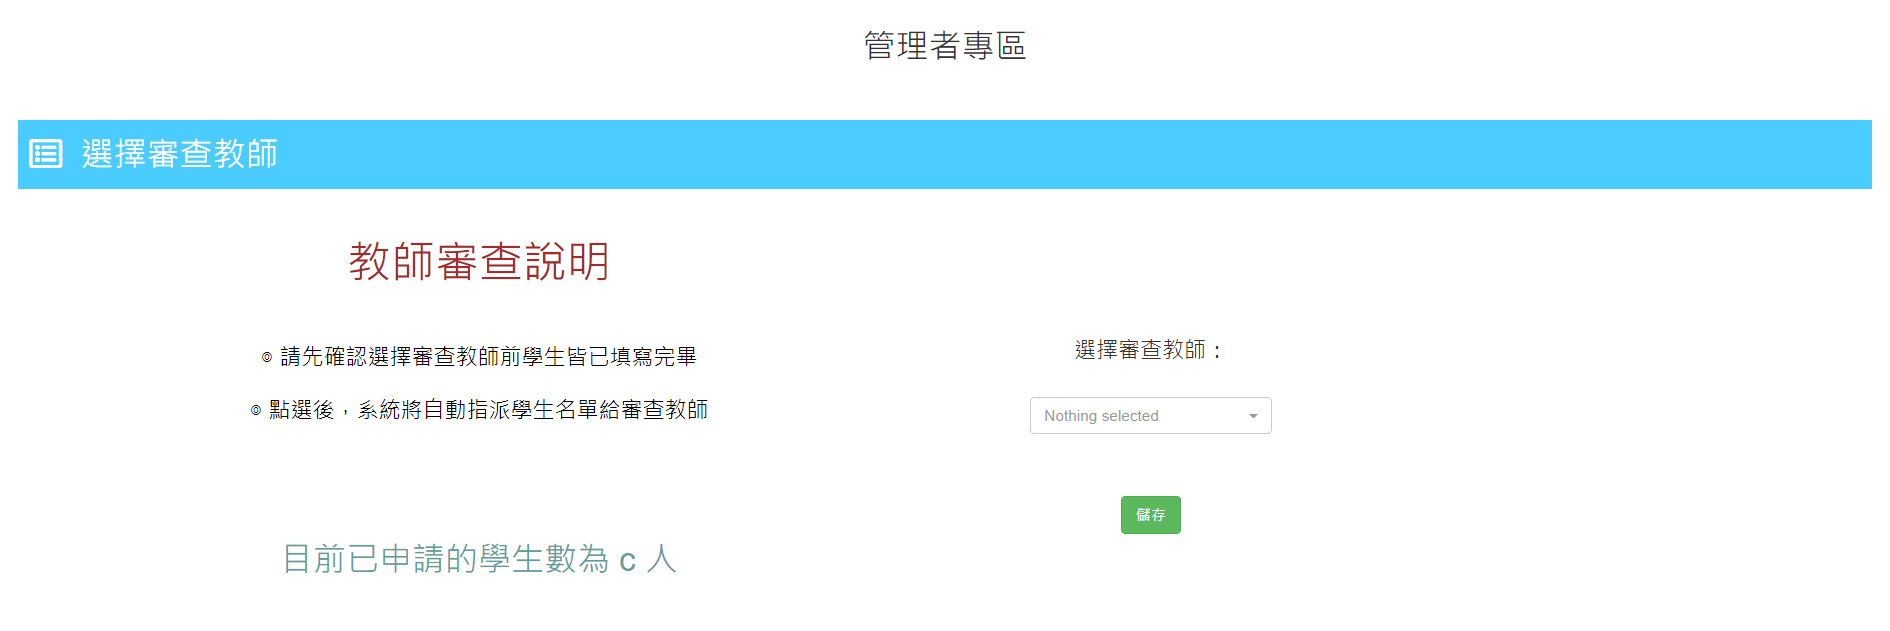 管理者專區
選擇審查教師
教師審查說明
◎ 請先確認選擇審查教師前學生皆已填寫完畢
◎ 點選後，系統將自動指派學生名單給審查教師
目前已申請的學生數為 c 人
選擇審查教師：
Nothing selected
儲存